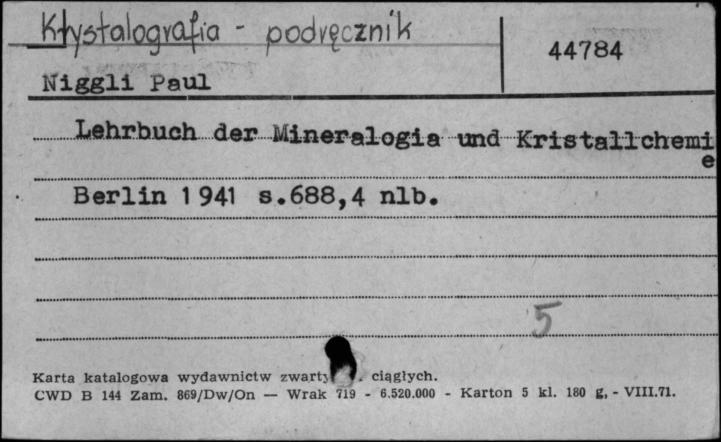 Krystalografia - podręcznik
44784
Niggli Paul
Lehrbuch der Mineralogia und Kristallchemi
e
Berlin 1941 s.688,4 nlb.
5
Karta katalogowa wydawnictw zwarty ciągłych.
CWD B 144 Zam. 869/Dw/On — Wrak 719 - 6.520.000 - Karton 5 kl. 180 g, - VIII.71.